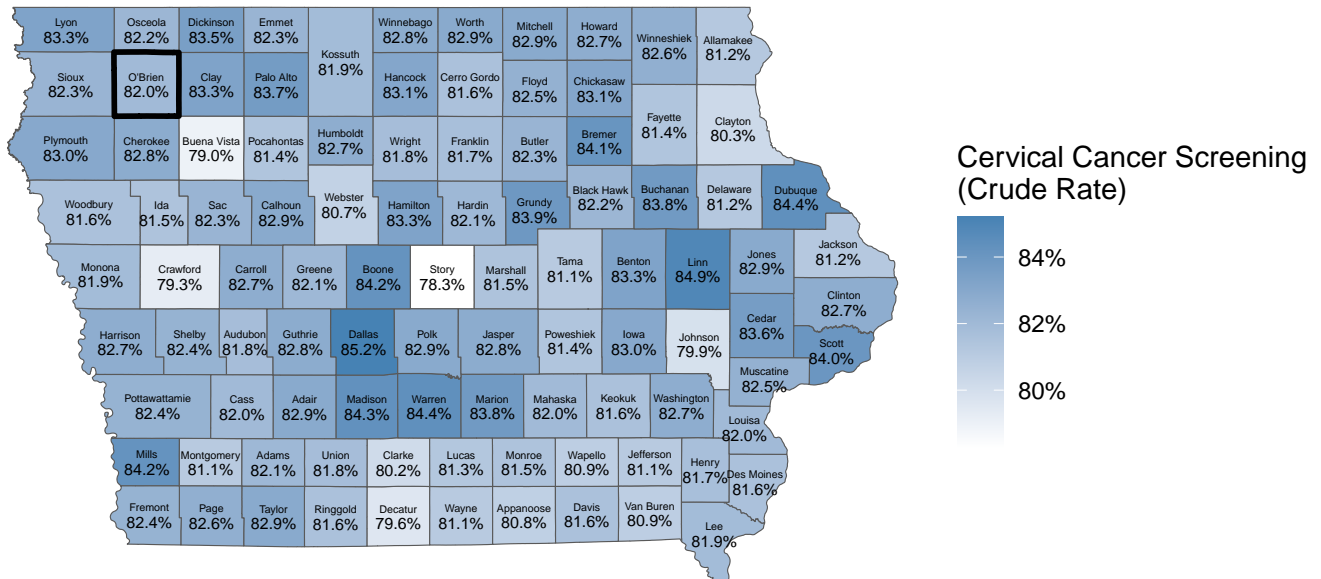 Lyon
83.3%
Osceola
82.2%
Dickinson
83.5%
Emmet
82.3%
Kossuth
81.9%
Winnebago
82.8%
Worth
82.9%
Mitchell
82.9%
Howard
82.7%
Winneshiek
82.6%
Allamakee
81.2%
Sioux
82.3%
O'Brien
82.0%
Clay
83.3%
Palo Alto
83.7%
Hancock
83.1%
Cerro Gordo
81.6%
Floyd
82.5%
Chickasaw
83.1%
Fayette
81.4%
Clayton
80.3%
Plymouth
83.0%
Cherokee
82.8%
Buena Vista
79.0%
Pocahontas
81.4%
Humboldt
82.7%
Wright
81.8%
Franklin
81.7%
Butler
82.3%
Bremer
84.1%
Woodbury
81.6%
Ida
81.5%
Sac
82.3%
Calhoun
82.9%
Webster
80.7%
Hamilton
83.3%
Hardin
82.1%
Grundy
83.9%
Black Hawk
82.2%
Buchanan
83.8%
Delaware
81.2%
Dubuque
84.4%
Monona
81.9%
Crawford
79.3%
Carroll
82.7%
Greene
82.1%
Boone
84.2%
Story
78.3%
Marshall
81.5%
Tama
81.1%
Benton
83.3%
Linn
84.9%
Jones
82.9%
Jackson
81.2%
Clinton
82.7%
Harrison
82.7%
Shelby
82.4%
Audubon
81.8%
Guthrie
82.8%
Dallas
85.2%
Polk
82.9%
Jasper
82.8%
Poweshiek
81.4%
Iowa
83.0%
Johnson
79.9%
Cedar
83.6%
Scott
84.0%
Muscatine
82.5%
Pottawattamie
82.4%
Cass
82.0%
Adair
82.9%
Madison
84.3%
Warren
84.4%
Marion
83.8%
Mahaska
82.0%
Keokuk
81.6%
Washington
82.7%
Louisa
82.0%
Mills
84.2%
Montgomery
81.1%
Adams
82.1%
Union
81.8%
Clarke
80.2%
Lucas
81.3%
Monroe
81.5%
Wapello
80.9%
Jefferson
81.1%
Henry
81.7%
Des Moines
81.6%
Fremont
82.4%
Page
82.6%
Taylor
82.9%
Ringgold
81.6%
Decatur
79.6%
Wayne
81.1%
Appanoose
80.8%
Davis
81.6%
Van Buren
80.9%
Lee
81.9%
Cervical Cancer Screening
(Crude Rate)
84%
82%
80%